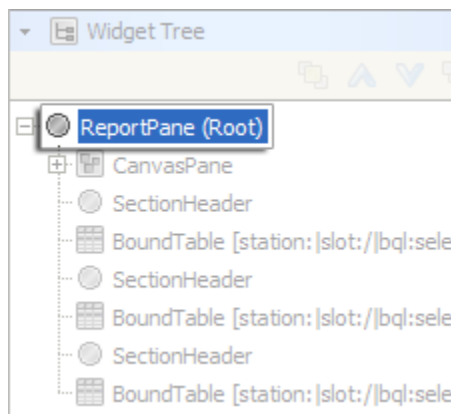 Widget Tree
ReportPane (Root)
CanvasPane
SectionHeader
BoundTable [station:|slot:/|bql:sele
SectionHeader
BoundTable [station:|slot:/|bql:sele
SectionHeader
BoundTable [station:|slot:/|bql:sele